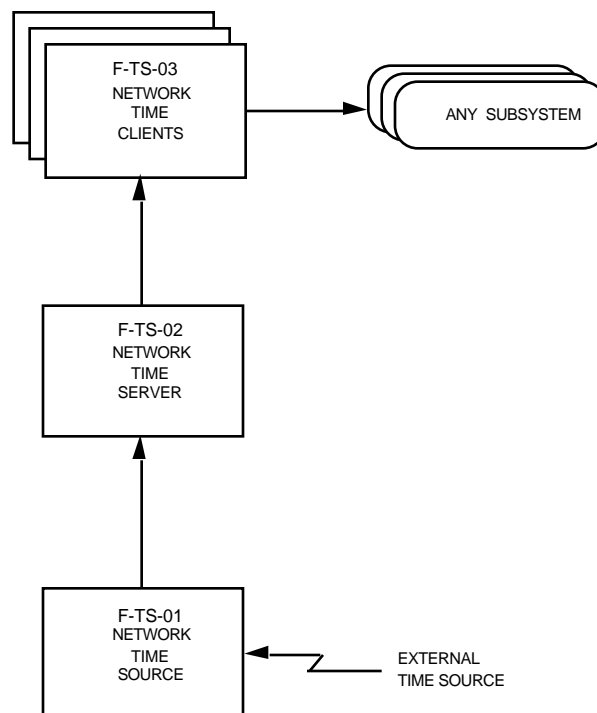 F-TS-03
NETWORK
TIME
CLIENTS
ANY SUBSYSTEM
F-TS-02
NETWORK
TIME
SERVER
F-TS-01
NETWORK
TIME
SOURCE
EXTERNAL
TIME SOURCE